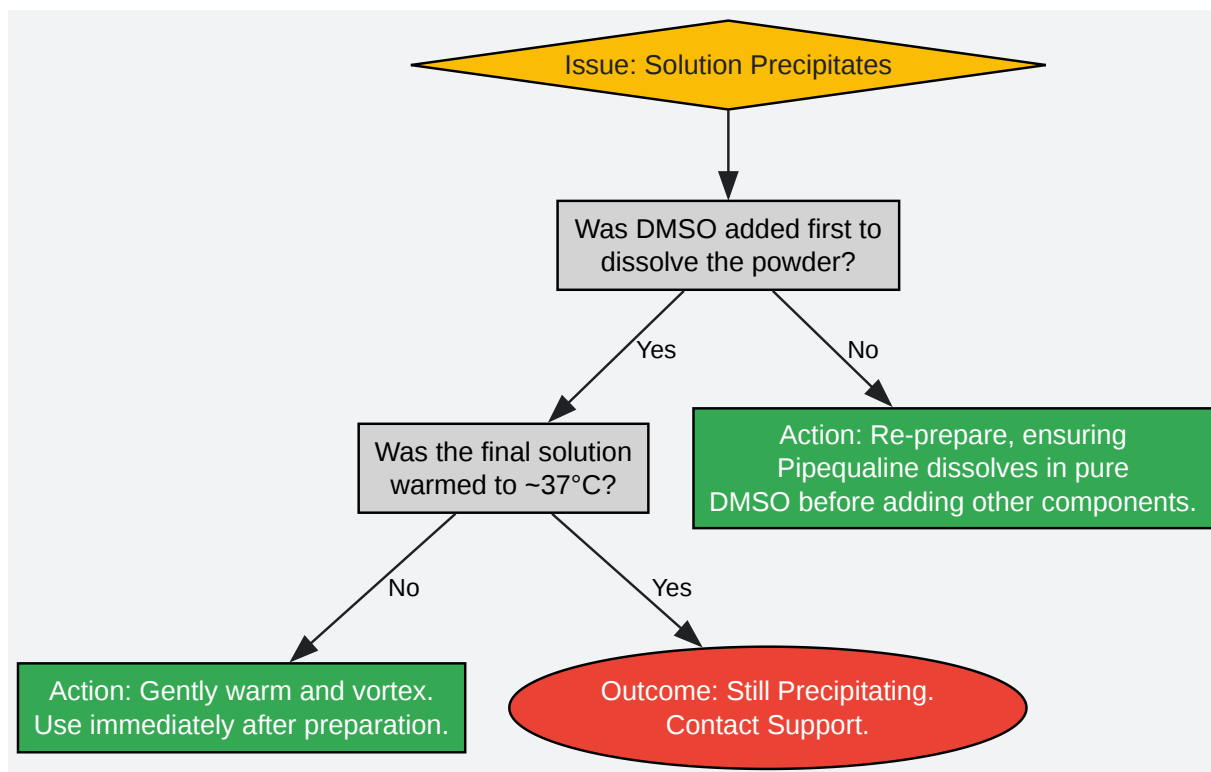 Issue: Solution Precipitates
Was DMSO added first to
dissolve the powder?
Yes
No
Was the final solution
warmed to ~37°C?
Action: Re-prepare, ensuring
Pipequaline dissolves in pure
DMSO before adding other components.
No
Yes
Action: Gently warm and vortex.
Use immediately after preparation.
Outcome: Still Precipitating.
Contact Support.